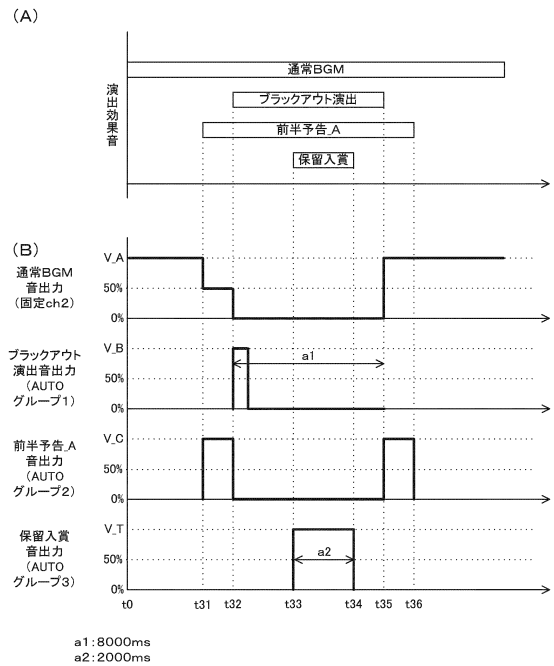 (A)
演出効果音
通常BGM
ブラックアウト演出
前半予告_A
保留入賞
(B)
通常BGM
音出力
(固定ch2)
V_A
50%
0%
ブラックアウト
演出音出力
(AUTO
グループ1)
V_B
50%
0%
a1
前半予告_A
音出力
(AUTO
グループ2)
V_C
50%
0%
保留入賞
音出力
(AUTO
グループ3)
V_T
50%
0%
a2
t0 t31 t32 t33 t34 t35 t36
a1:8000ms
a2:2000ms